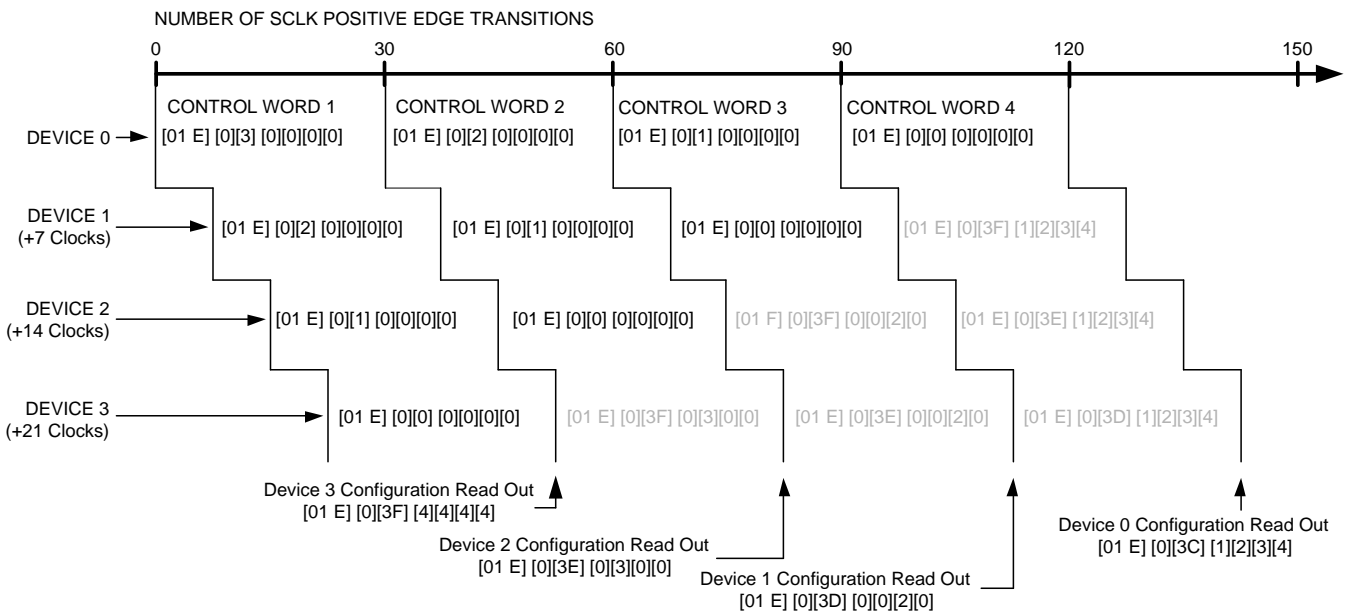 NUMBER OF SCLK POSITIVE EDGE TRANSITIONS
0 30 60 90 120 150
CONTROL WORD 1 CONTROL WORD 2 CONTROL WORD 3 CONTROL WORD 4
DEVICE 0 [01 E] [0][3] [0][0][0][0] [01 E] [0][2] [0][0][0][0] [01 E] [0][1] [0][0][0][0] [01 E] [0][0] [0][0][0][0]
DEVICE 1
(+7 Clocks)
[01 E] [0][2] [0][0][0][0] [01 E] [0][1] [0][0][0][0] [01 E] [0][0] [0][0][0][0] [01 E] [0][3F] [1][2][3][4]
DEVICE 2
(+14 Clocks)
[01 E] [0][1] [0][0][0][0] [01 E] [0][0] [0][0][0][0] [01 F] [0][3F] [0][0][2][0] [01 E] [0][3E] [1][2][3][4]
DEVICE 3
(+21 Clocks)
[01 E] [0][0] [0][0][0][0] [01 E] [0][3F] [0][3][0][0] [01 E] [0][3E] [0][0][2][0] [01 E] [0][3D] [1][2][3][4]
Device 3 Configuration Read Out
[01 E] [0][3F] [4][4][4][4]
Device 2 Configuration Read Out
[01 E] [0][3E] [0][3][0][0]
Device 1 Configuration Read Out
[01 E] [0][3D] [0][0][2][0]
Device 0 Configuration Read Out
[01 E] [0][3C] [1][2][3][4]